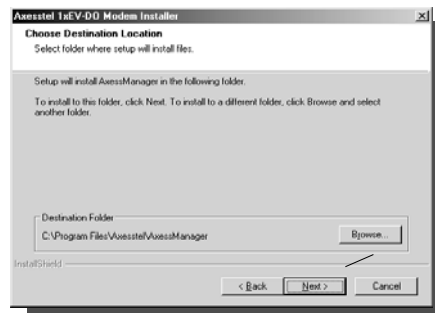 Axesstel 1xEV-DO Modem Installer
Choose Destination Location
Select folder where setup will install files.
Setup will install AxessManager in the following folder.
To install to this folder, click Next. To install to a different folder, click Browse and select
another folder.
Destination Folder
C:\Program Files\Axesstel\AxessManager
Browse...
InstallShield
< Back
Next >
Cancel